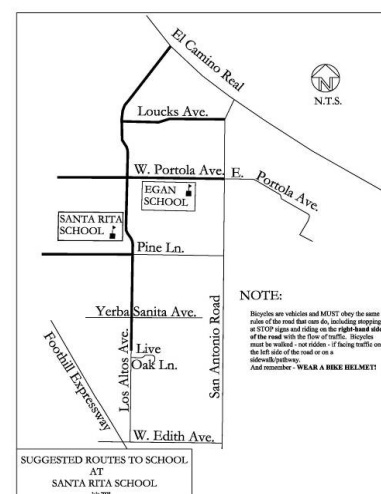 El Camino Real
N
N.T.S.
Loucks Ave.
W. Portola Ave. E.
Portola Ave.
EGAN
SCHOOL
SANTA RITA
SCHOOL
Pine Ln.
NOTE:
Bicycles are vehicles and MUST obey the same
rules of the road that cars do, including stopping
at STOP signs and riding on the right-hand side
of the road with the flow of traffic. Bicycles
must be walked - not ridden - if facing traffic on
the left side of the road or on a
sidewalk/pathway.
And remember - WEAR A BIKE HELMET!
Yerba Sanita Ave.
San Antonio Road
Los Altos Ave.
Live
Oak Ln.
Foothill Expressway
W. Edith Ave.
SUGGESTED ROUTES TO SCHOOL
AT
SANTA RITA SCHOOL